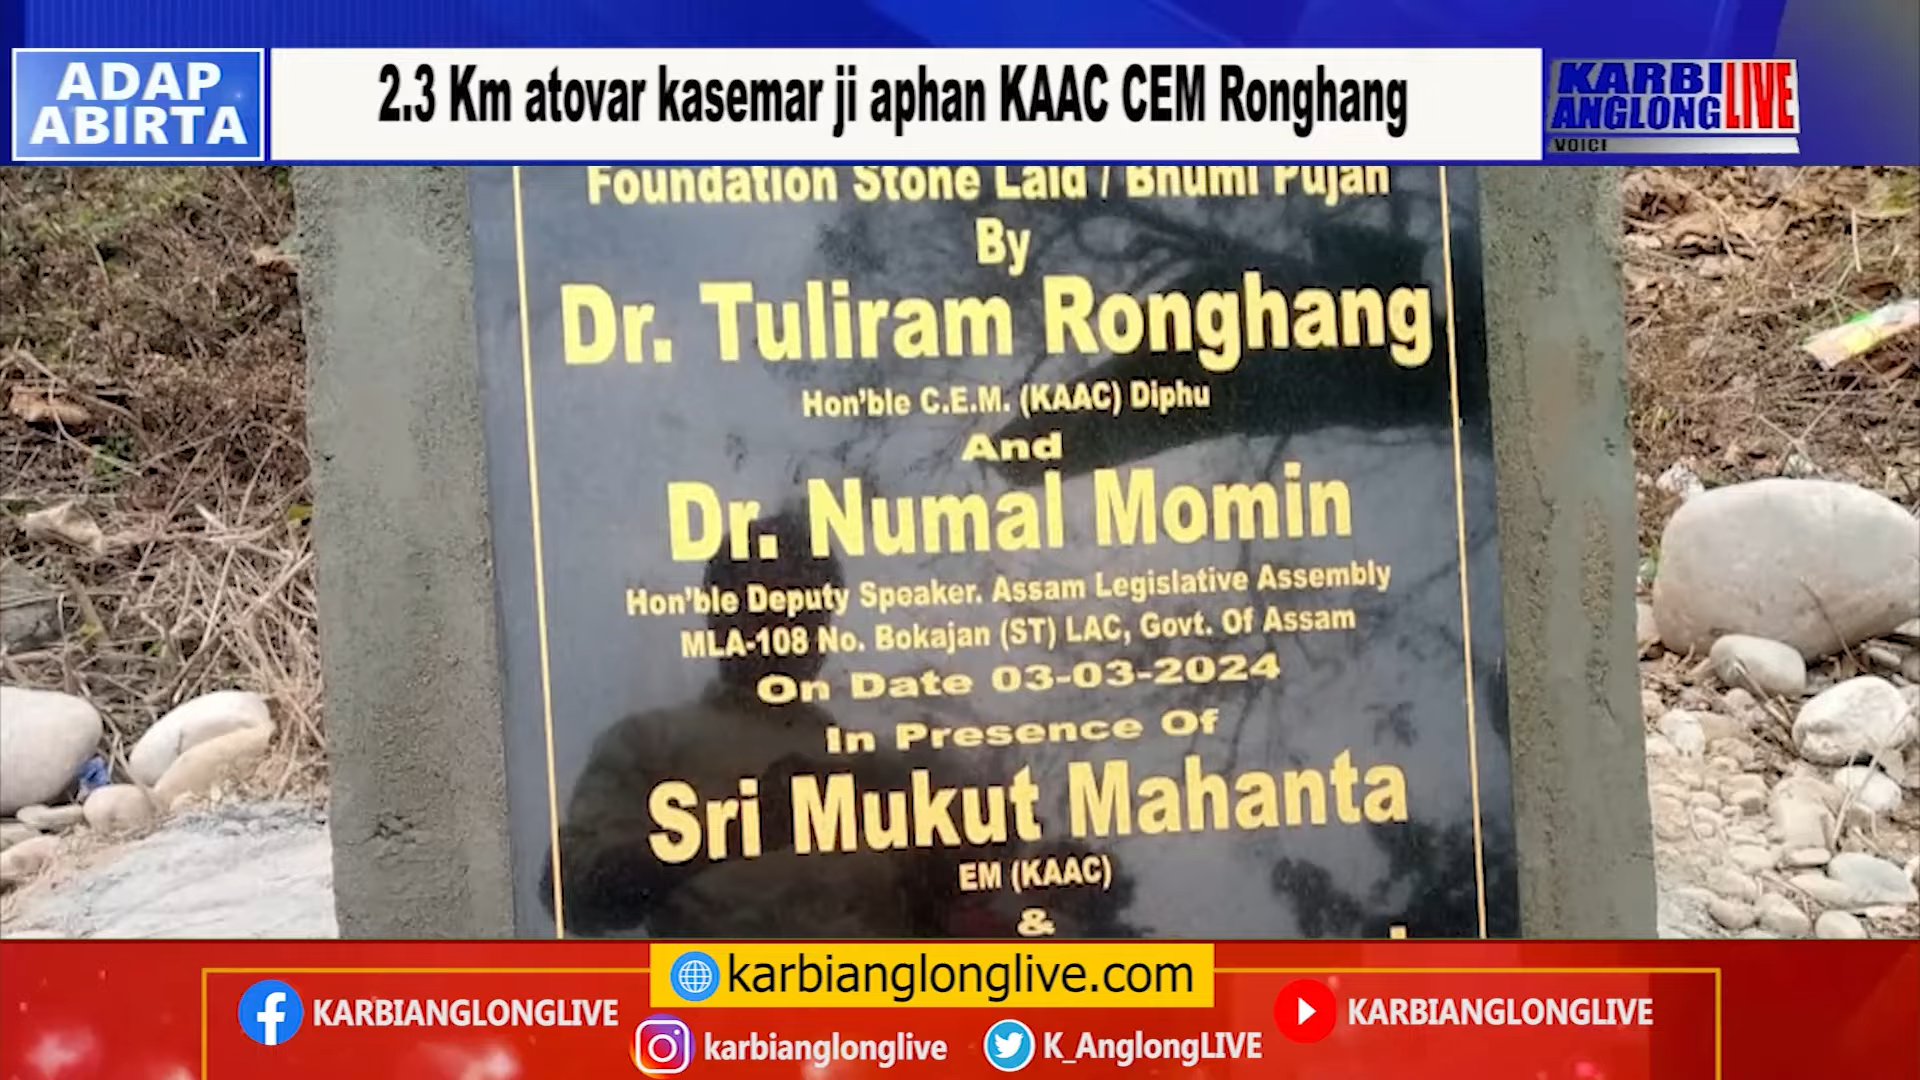 ADAP
ABIRTA
2.3 Km atovar kasemar ji aphan KAAC CEM Ronghang
KARBI
ANGLONG LIVE
VOICE
Foundation Stone Laid / Bhumi Pujan
By
Dr. Tuliram Ronghang
Hon'ble C.E.M. (KAAC) Diphu
And
Dr. Numal Momin
Hon'ble Deputy Speaker. Assam Legislative Assembly
MLA-108 No. Bokajan (ST) LAC, Govt. Of Assam
On Date 03-03-2024
In Presence Of
Sri Mukut Mahanta
EM (KAAC)
&
karbianglonglive.com
KARBIANGLONGLIVE
karbianglonglive
K_AnglongLIVE
KARBIANGLONGLIVE